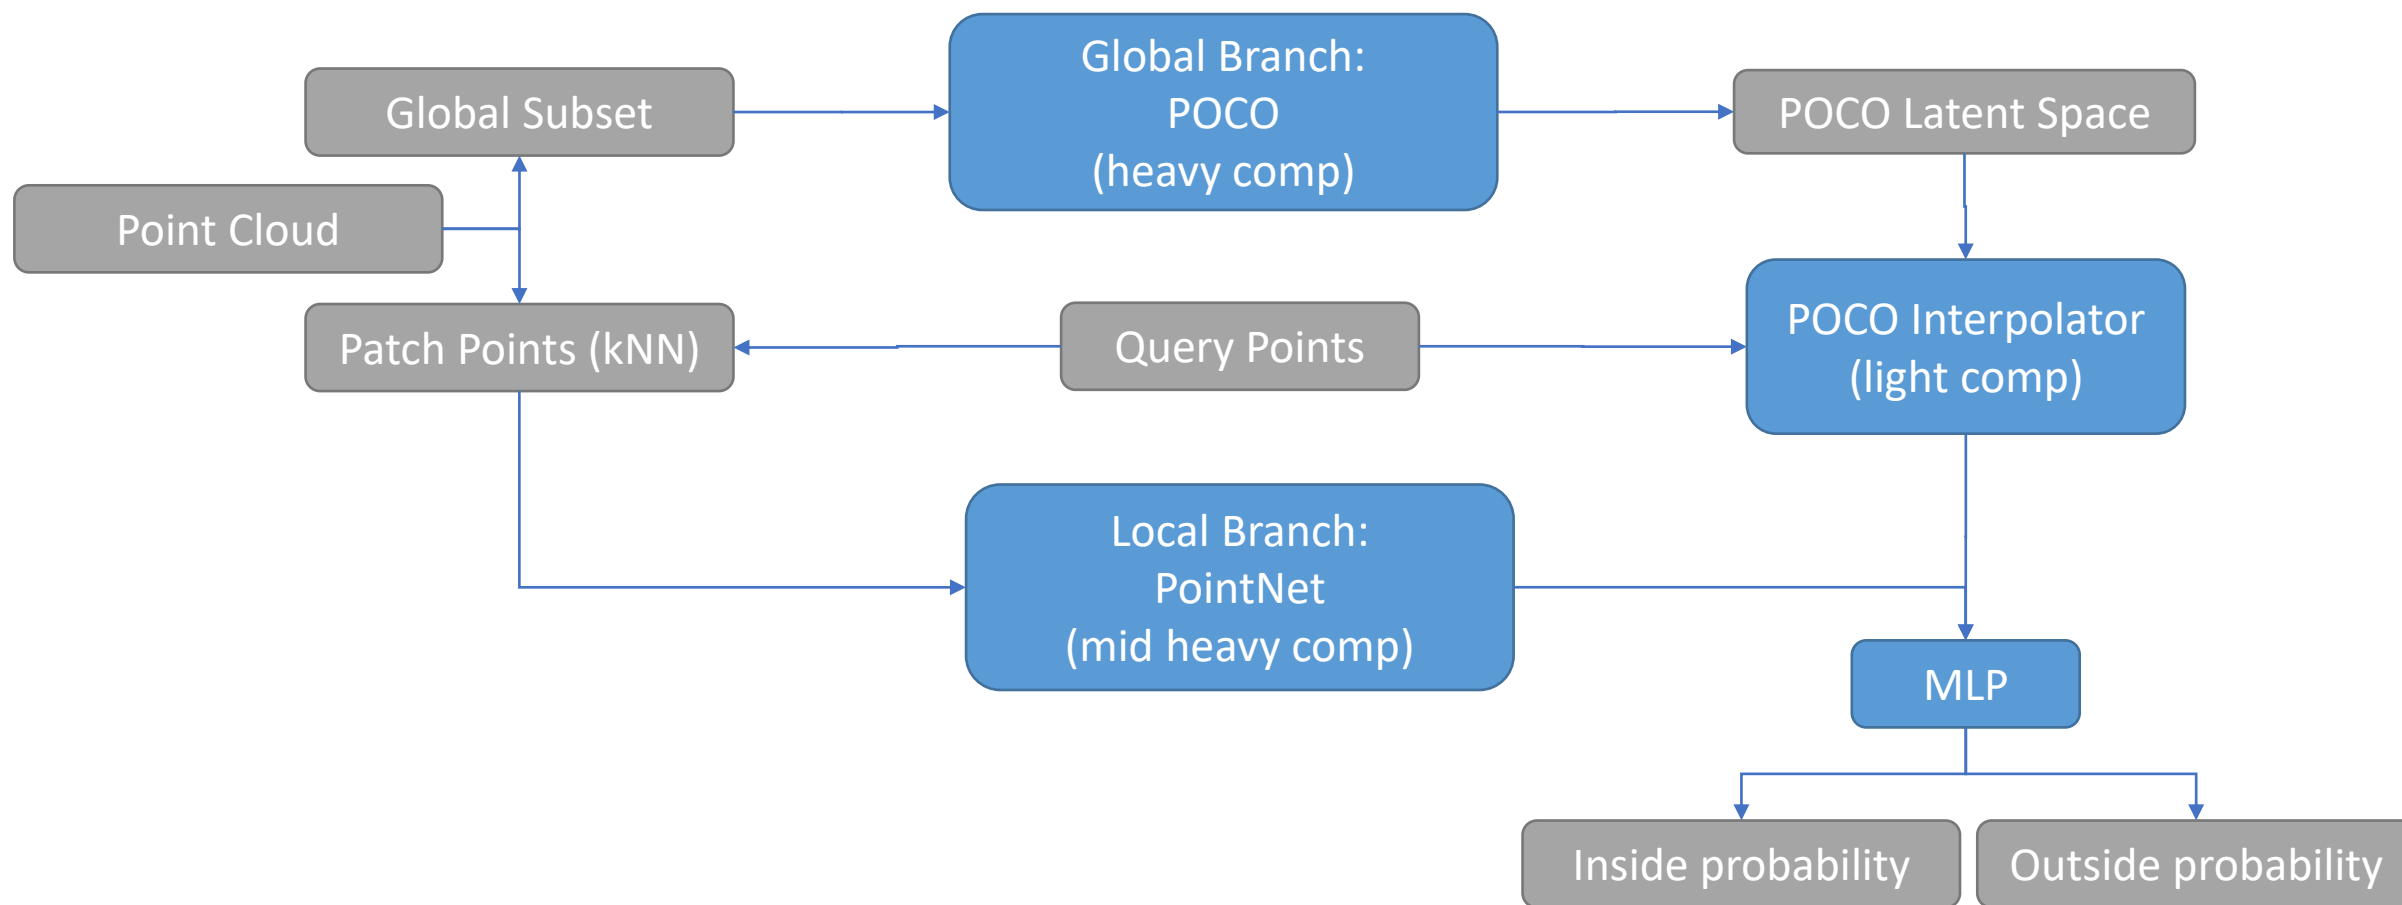 Global Branch:
POCO
(heavy comp)
Global Subset
POCO Latent Space
Point Cloud
Patch Points (kNN)
Query Points
POCO Interpolator
(light comp)
Local Branch:
PointNet
(mid heavy comp)
MLP
Inside probability
Outside probability